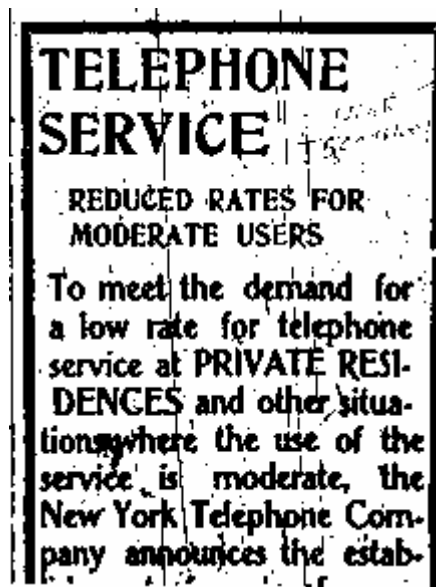 TELEPHONE
SERVICE
REDUCED RATES FOR
MODERATE USERS
To meet the demand for
a low rate for telephone
service at PRIVATE RESI-
DENCES and other situa-
tions where the use of the
service is moderate, the
New York Telephone Com-
pany announces the estab-